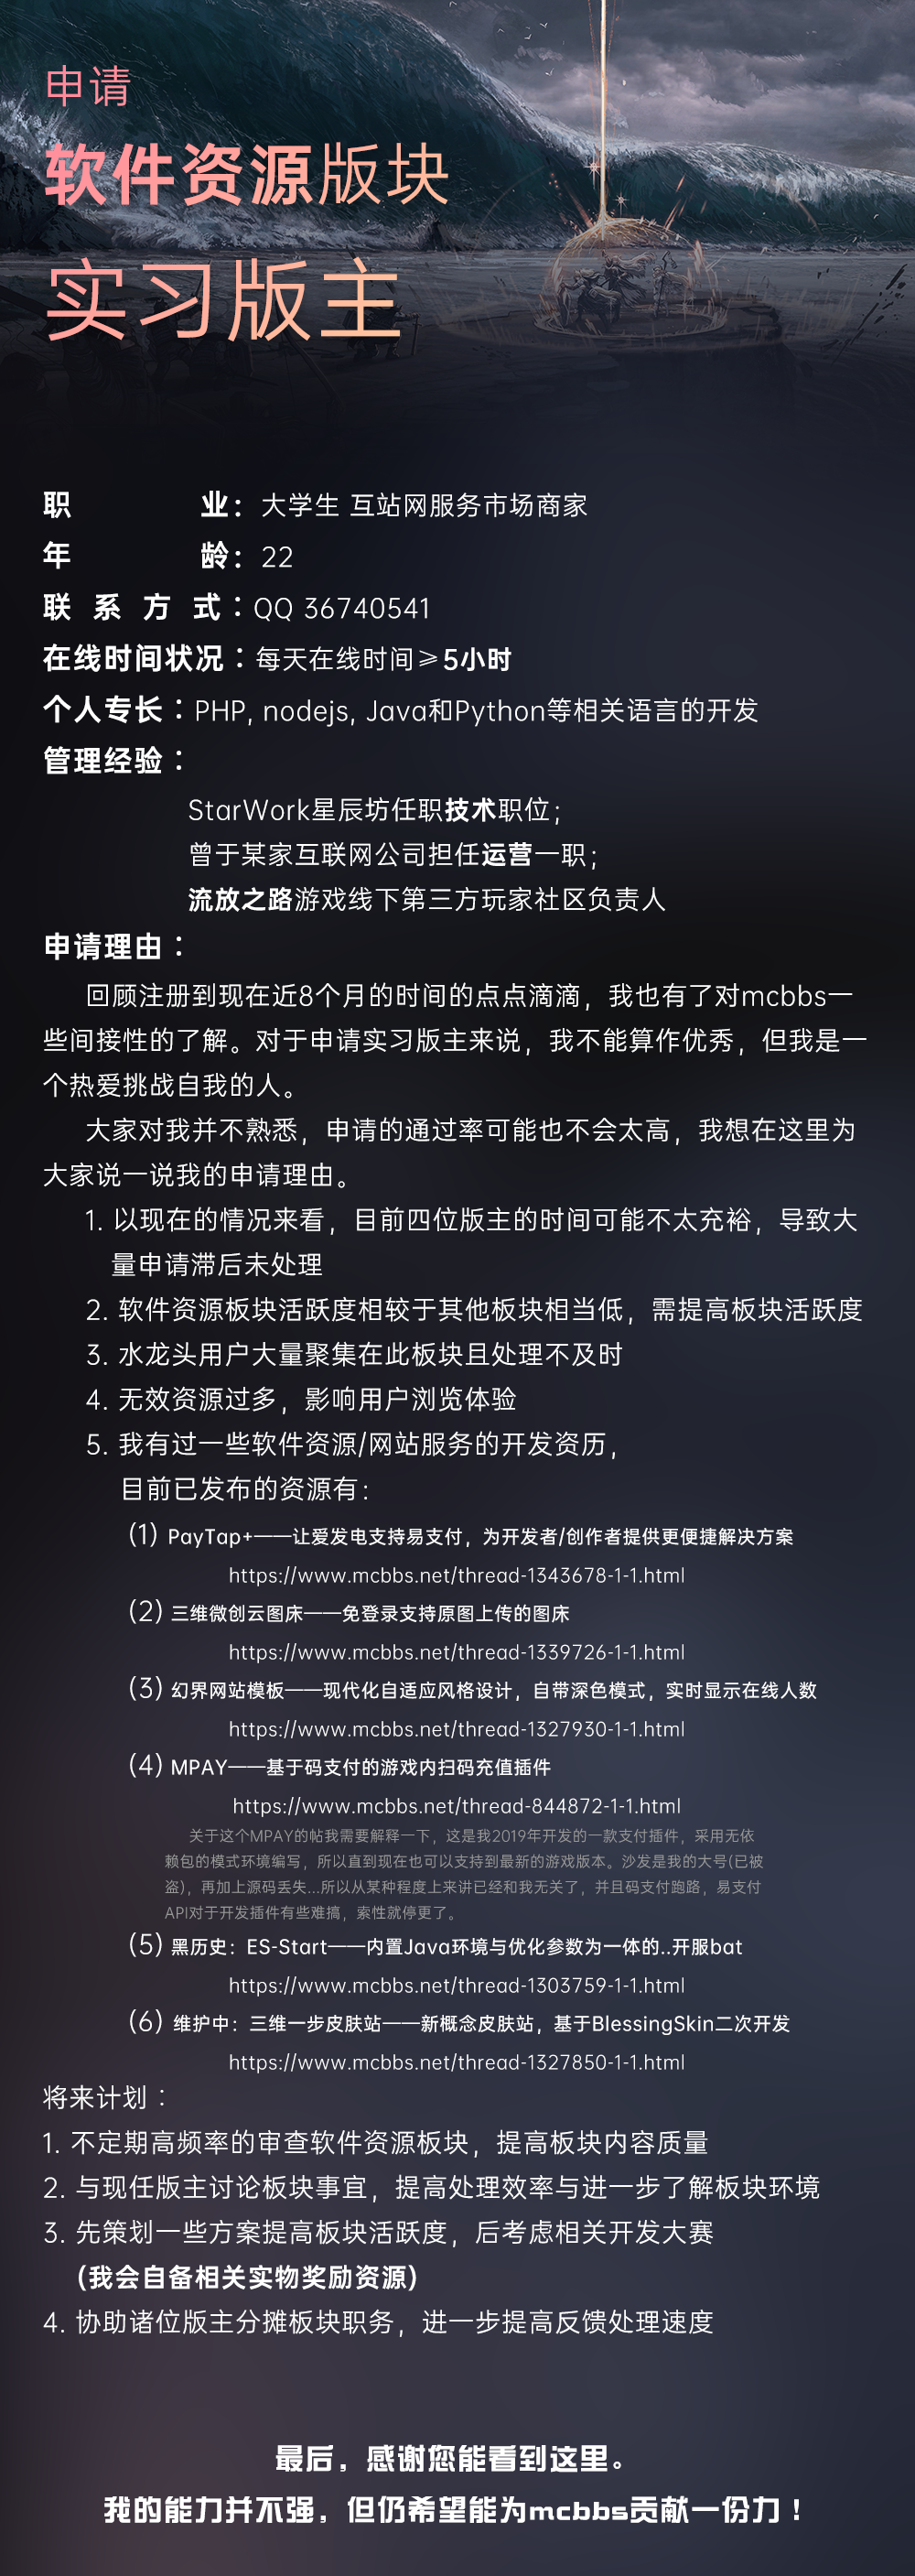 申请
软件资源版块
实习版主
职 业：大学生 互站网服务市场商家
年 龄：22
联 系 方 式：QQ 36740541
在线时间状况：每天在线时间≥5小时
个人专长：PHP, nodejs, Java和Python等相关语言的开发
管理经验：
StarWork星辰坊任职技术职位；
曾于某家互联网公司担任运营一职；
流放之路游戏线下第三方玩家社区负责人
申请理由：
回顾注册到现在近8个月的时间的点点滴滴，我也有了对mcbbs一
些间接性的了解。对于申请实习版主来说，我不能算作优秀，但我是一
个热爱挑战自我的人。
大家对我并不熟悉，申请的通过率可能也不会太高，我想在这里为
大家说一说我的申请理由。
1. 以现在的情况来看，目前四位版主的时间可能不太充裕，导致大
量申请滞后未处理
2. 软件资源板块活跃度相较于其他板块相当低，需提高板块活跃度
3. 水龙头用户大量聚集在此板块且处理不及时
4. 无效资源过多，影响用户浏览体验
5. 我有过一些软件资源/网站服务的开发资历，
目前已发布的资源有：
(1) PayTap+——让爱发电支持易支付，为开发者/创作者提供更便捷解决方案
https://www.mcbbs.net/thread-1343678-1-1.html
(2) 三维微创云图床——免登录支持原图上传的图床
https://www.mcbbs.net/thread-1339726-1-1.html
(3) 幻界网站模板——现代化自适应风格设计，自带深色模式，实时显示在线人数
https://www.mcbbs.net/thread-1327930-1-1.html
(4) MPAY——基于码支付的游戏内扫码充值插件
https://www.mcbbs.net/thread-844872-1-1.html
关于这个MPAY的帖我需要解释一下，这是我2019年开发的一款支付插件，采用无依
赖包的模式环境编写，所以直到现在也可以支持到最新的游戏版本。沙发是我的大号(已被
盗)，再加上源码丢失...所以从某种程度上来讲已经和我无关了，并且码支付跑路，易支付
API对于开发插件有些难搞，索性就停更了。
(5) 黑历史：ES-Start——内置Java环境与优化参数为一体的..开服bat
https://www.mcbbs.net/thread-1303759-1-1.html
(6) 维护中：三维一步皮肤站——新概念皮肤站，基于BlessingSkin二次开发
https://www.mcbbs.net/thread-1327850-1-1.html
将来计划：
1. 不定期高频率的审查软件资源板块，提高板块内容质量
2. 与现任版主讨论板块事宜，提高处理效率与进一步了解板块环境
3. 先策划一些方案提高板块活跃度，后考虑相关开发大赛
(我会自备相关实物奖励资源)
4. 协助诸位版主分摊板块职务，进一步提高反馈处理速度
最后，感谢您能看到这里。
我的能力并不强，但仍希望能为mcbbs贡献一份力！